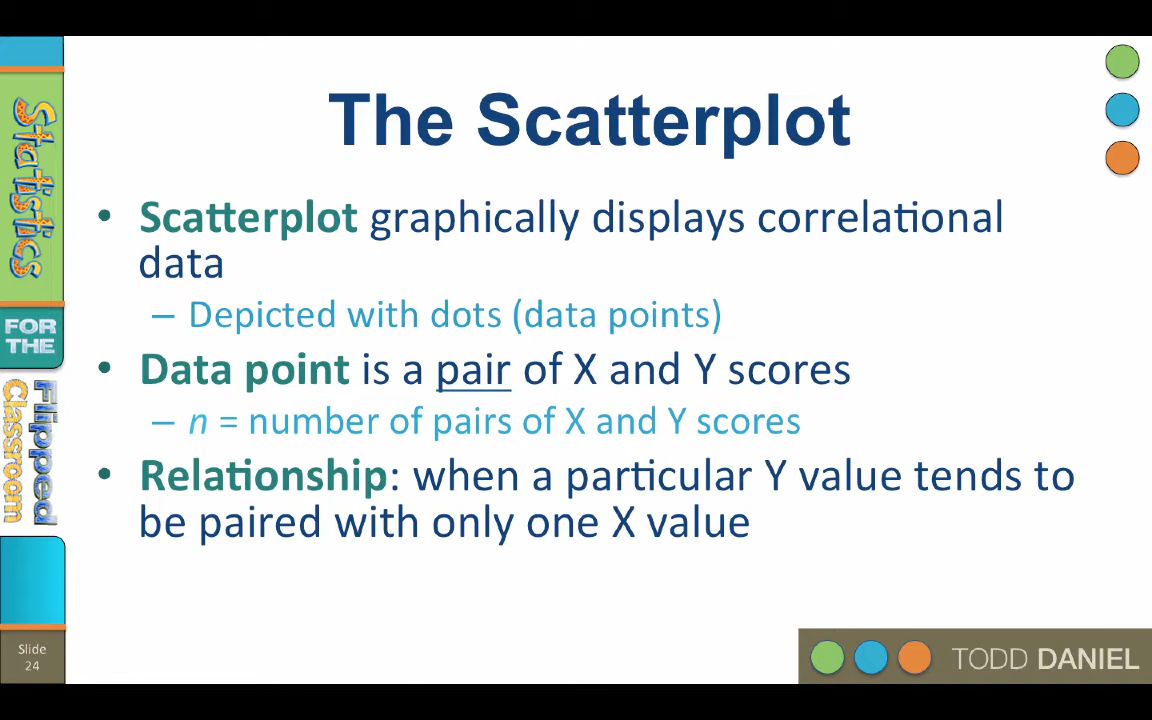 The Scatterplot
• Scatterplot graphically displays correlational
data
– Depicted with dots (data points)
• Data point is a pair of X and Y scores
– n = number of pairs of X and Y scores
• Relationship: when a particular Y value tends to
be paired with only one X value
Statistics
FOR THE
Flipped
Classroom
Slide
24
TODD DANIEL